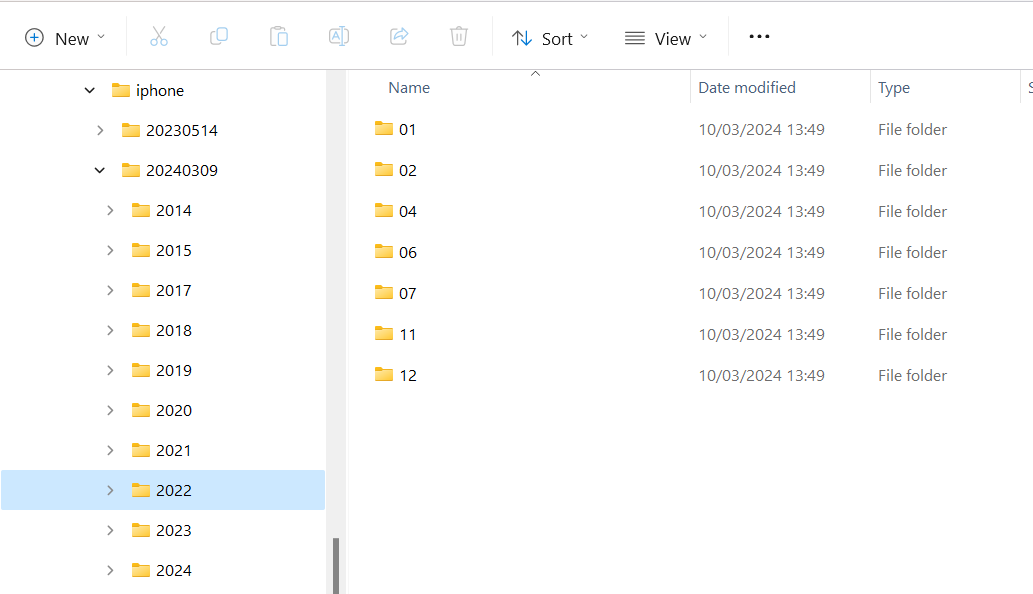 New Sort View
iphone
20230514
20240309
2014
2015
2017
2018
2019
2020
2021
2022
2023
2024
Name Date modified Type S
01 10/03/2024 13:49 File folder
02 10/03/2024 13:49 File folder
04 10/03/2024 13:49 File folder
06 10/03/2024 13:49 File folder
07 10/03/2024 13:49 File folder
11 10/03/2024 13:49 File folder
12 10/03/2024 13:49 File folder